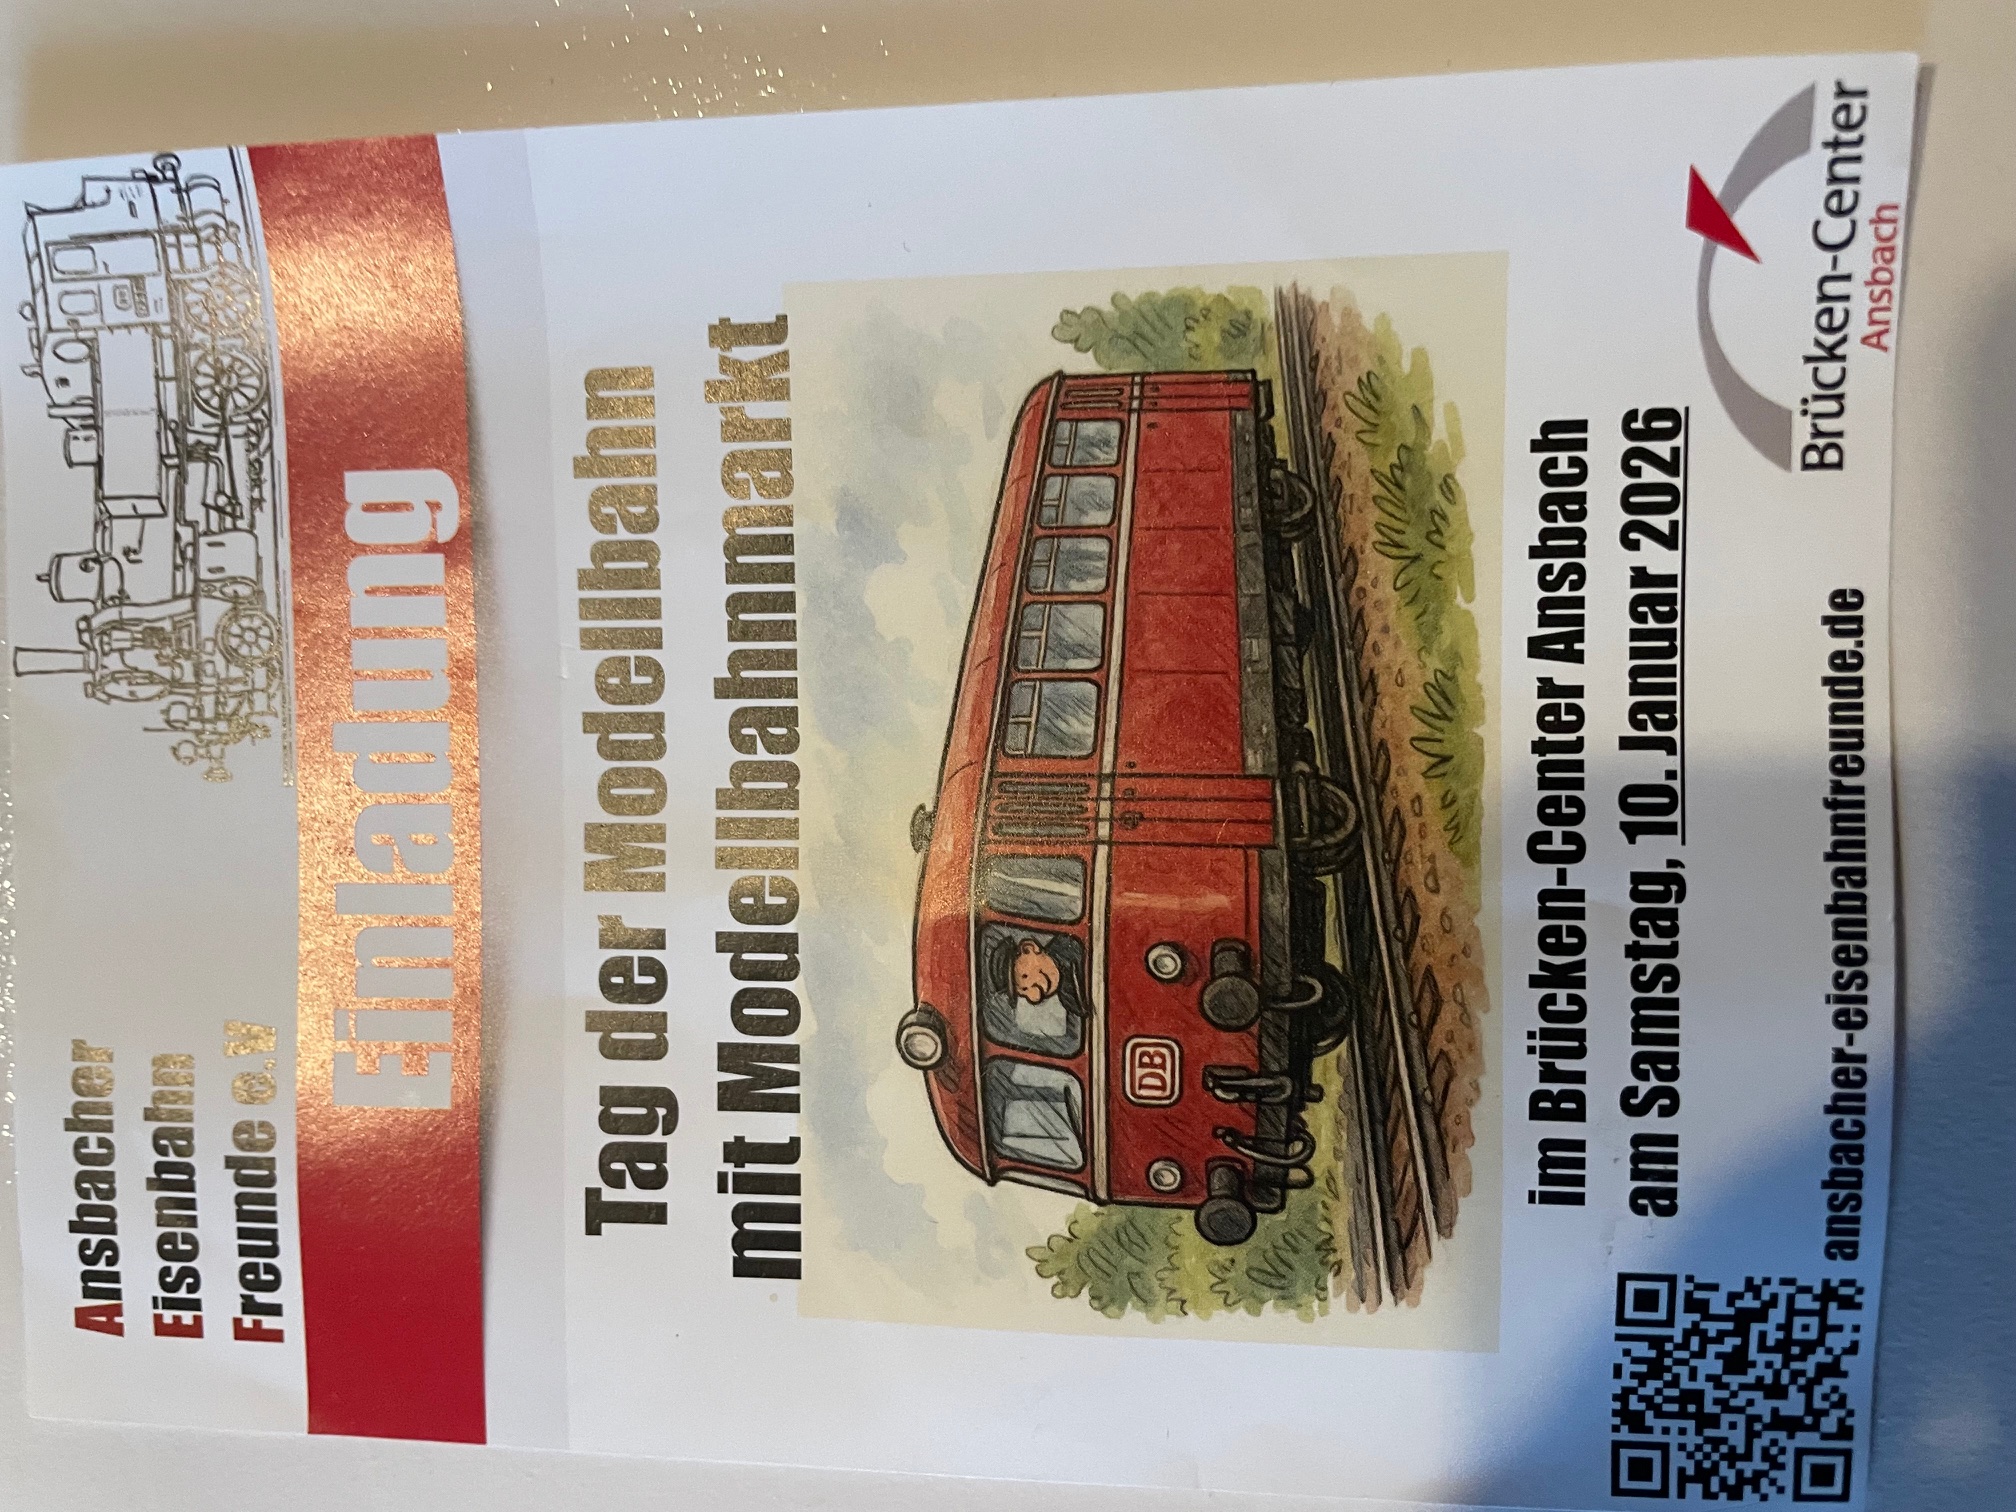 Ansbacher
Eisenbahn
Freunde e.V
Einladung
Tag der Modellbahn
mit Modellbahnmarkt
DB
im Brücken-Center Ansbach
am Samstag, 10. Januar 2026
ansbacher-eisenbahnfreunde.de
Brücken-Center
Ansbach